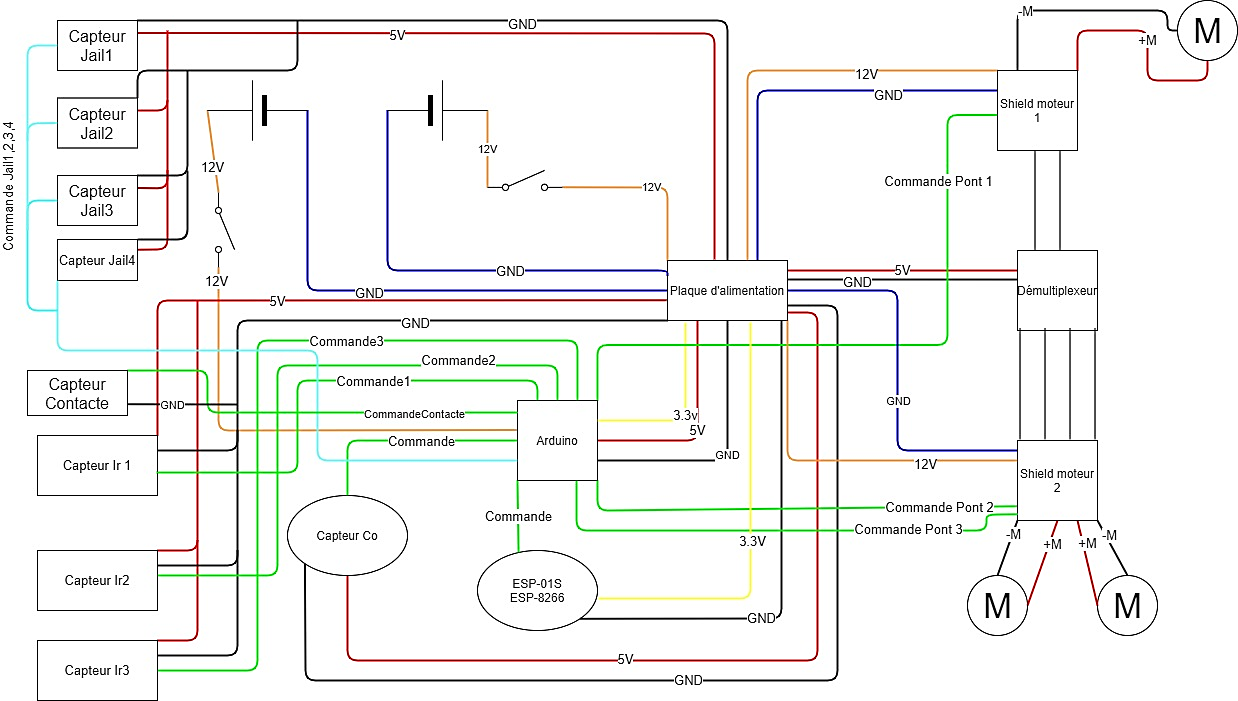 Capteur
Jail1
GND
5V
-M
M
+M
12V
GND
Shield moteur
1
Capteur
Jail2
Commande Jail1,2,3,4
12V
12V
12V
Commande Pont 1
Capteur
Jail3
Capteur Jail4
GND
12V
GND
Plaque d'alimentation
5V
GND
Démultiplexeur
5V
GND
Commande3
Commande2
Commande1
Capteur
Contacte
GND
CommandeContacte
3.3v
5V
GND
GND
Capteur Ir 1
Commande
Arduino
GND
12V
Shield moteur
2
Commande
Commande Pont 2
Commande Pont 3
Capteur Co
3.3V
-M
+M
+M
-M
Capteur Ir2
ESP-01S
ESP-8266
M
M
GND
Capteur Ir3
5V
GND